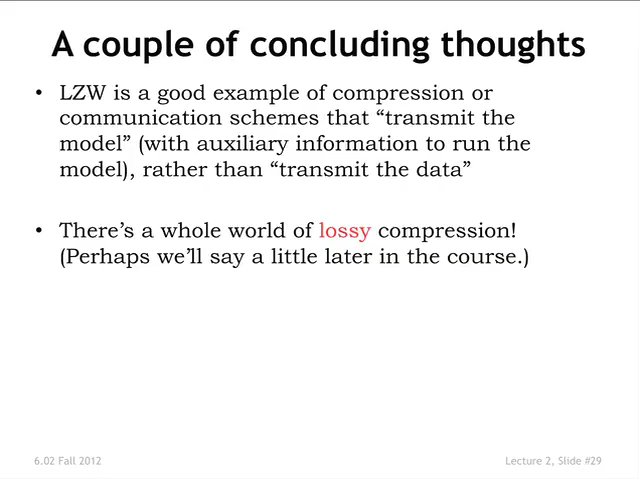 A couple of concluding thoughts
• LZW is a good example of compression or
communication schemes that “transmit the
model” (with auxiliary information to run the
model), rather than “transmit the data”
• There’s a whole world of lossy compression!
(Perhaps we’ll say a little later in the course.)
6.02 Fall 2012
Lecture 2, Slide #29